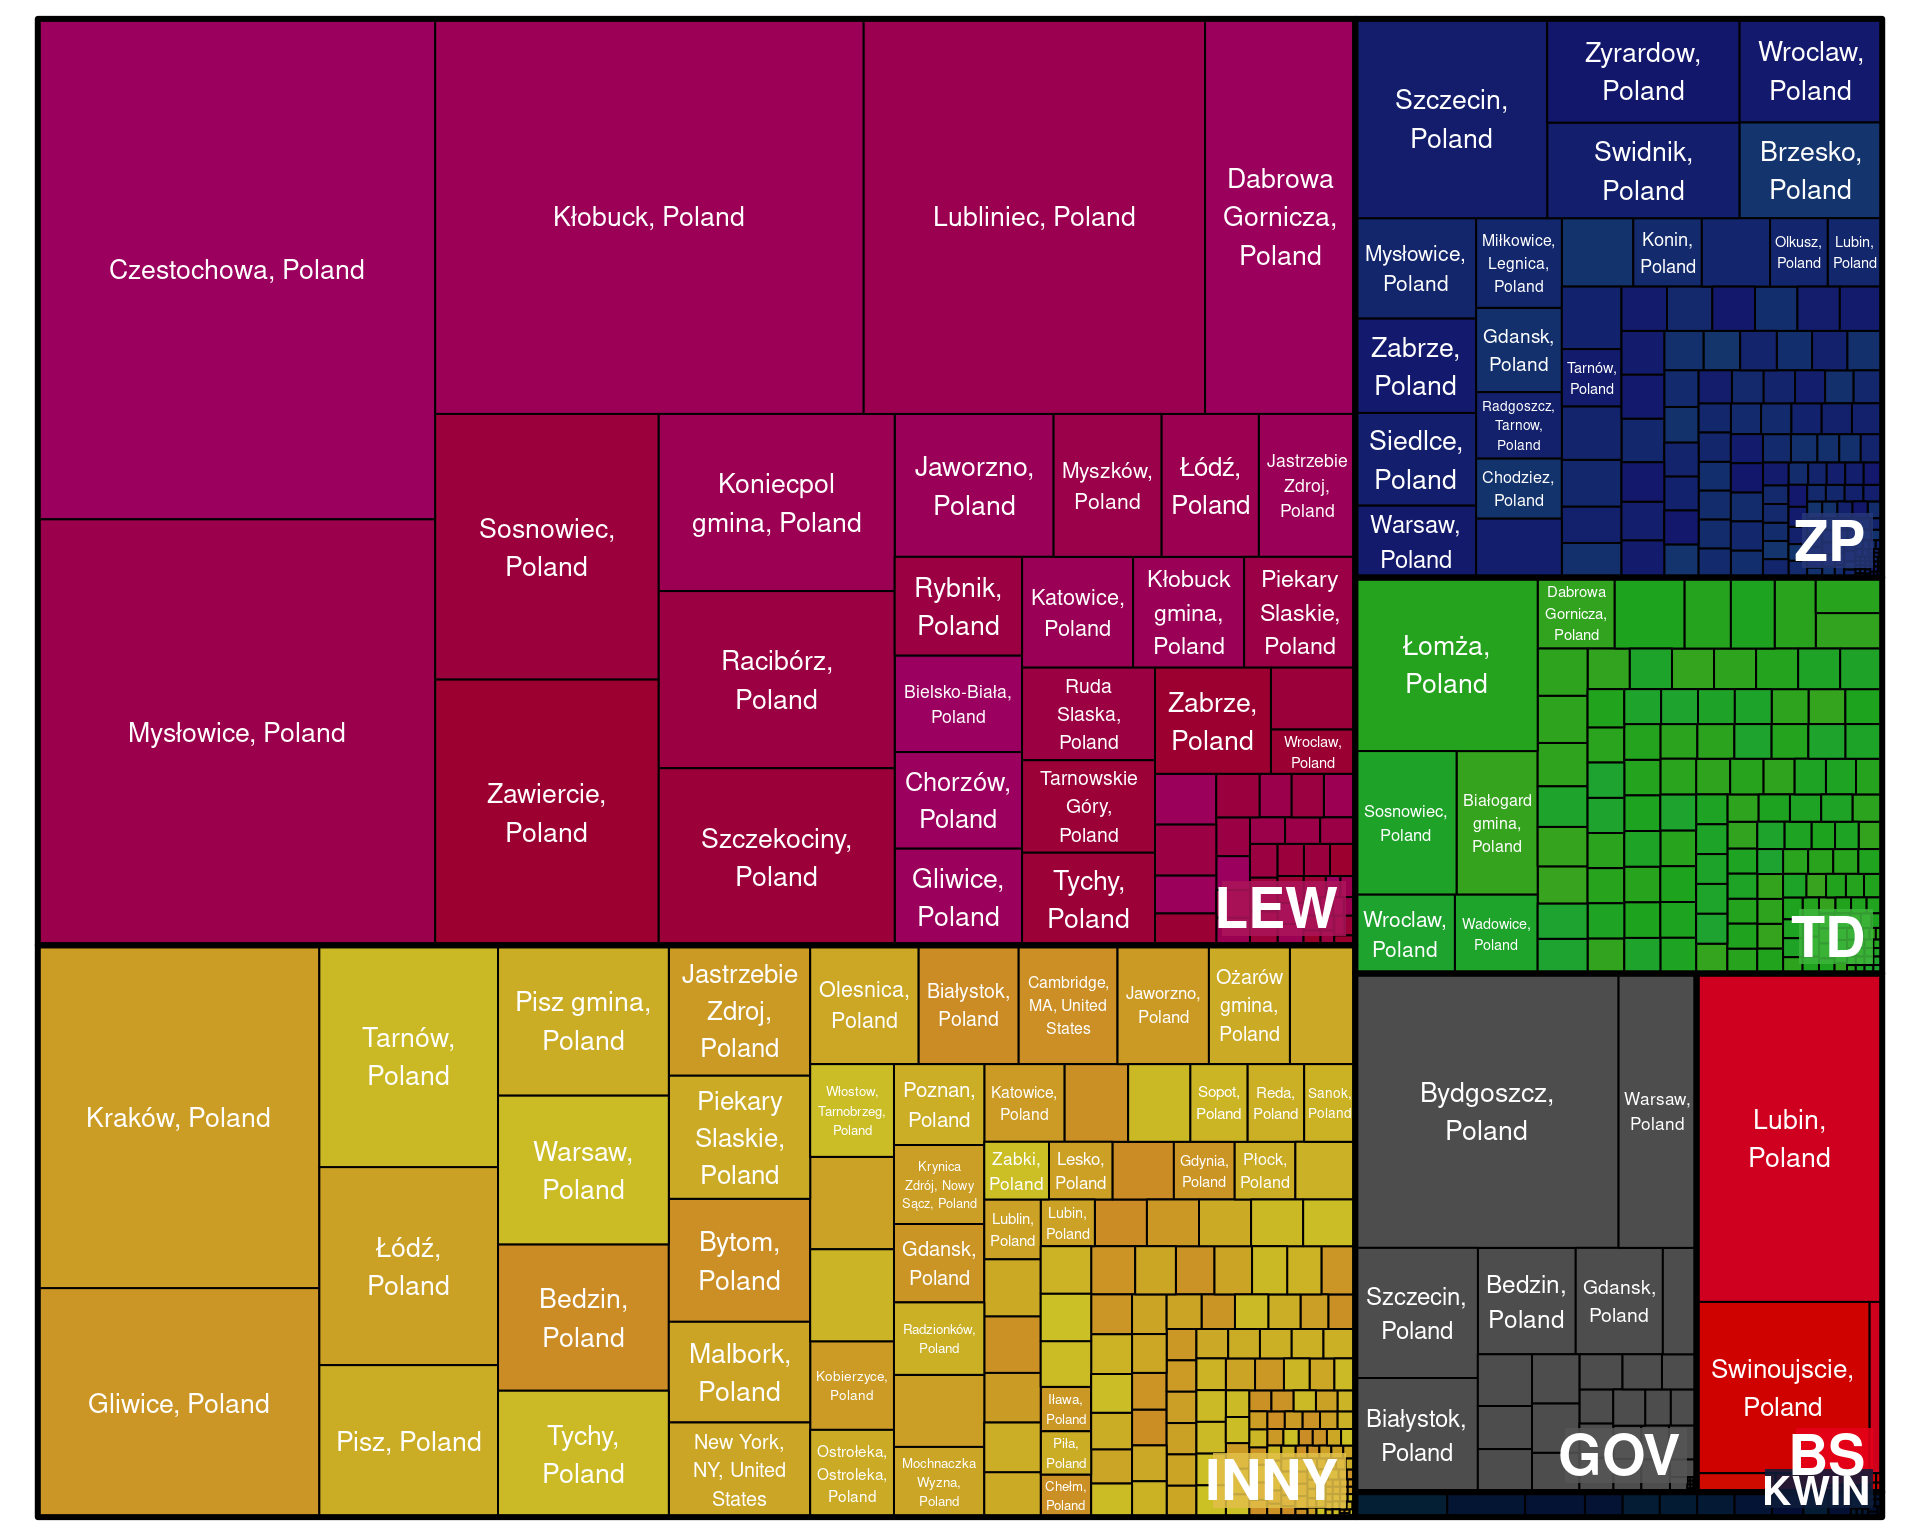 Czestochowa, Poland
Mysłowice, Poland
Kłobuck, Poland
Lubliniec, Poland
Dabrowa
Gornicza,
Poland
Sosnowiec,
Poland
Zawiercie,
Poland
Koniecpol
gmina, Poland
Racibórz,
Poland
Szczekociny,
Poland
Jaworzno,
Poland
Myszków,
Poland
Łódź,
Poland
Jastrzebie
Zdroj,
Poland
Rybnik,
Poland
Katowice,
Poland
Kłobuck
gmina,
Poland
Piekary
Slaskie,
Poland
Bielsko-Biała,
Poland
Chorzów,
Poland
Gliwice,
Poland
Ruda
Slaska,
Poland
Tarnowskie
Góry,
Poland
Tychy,
Poland
Zabrze,
Poland
Wroclaw,
Poland
LEW
Szczecin,
Poland
Zyrardow,
Poland
Wroclaw,
Poland
Swidnik,
Poland
Brzesko,
Poland
Mysłowice,
Poland
Zabrze,
Poland
Siedlce,
Poland
Warsaw,
Poland
Miłkowice,
Legnica,
Poland
Gdansk,
Poland
Radgoszcz,
Tarnow,
Poland
Chodziez,
Poland
Konin,
Poland
Olkusz,
Poland
Lubin,
Poland
Tarnów,
Poland
ZP
Łomża,
Poland
Dabrowa
Gornicza,
Poland
Sosnowiec,
Poland
Białogard
gmina,
Poland
Wroclaw,
Poland
Wadowice,
Poland
TD
Kraków, Poland
Gliwice, Poland
Tarnów,
Poland
Łódź,
Poland
Pisz, Poland
Pisz gmina,
Poland
Warsaw,
Poland
Bedzin,
Poland
Tychy,
Poland
Jastrzebie
Zdroj,
Poland
Piekary
Slaskie,
Poland
Bytom,
Poland
Malbork,
Poland
New York,
NY, United
States
Olesnica,
Poland
Białystok,
Poland
Cambridge,
MA, United
States
Jaworzno,
Poland
Ożarów
gmina,
Poland
Włostow,
Tarnobrzeg,
Poland
Kobierzyce,
Poland
Ostrołeka,
Ostroleka,
Poland
Poznan,
Poland
Krynica
Zdrój, Nowy
Sącz, Poland
Gdansk,
Poland
Radzionków,
Poland
Mochnaczka
Wyzna,
Poland
Katowice,
Poland
Sopot,
Poland
Reda,
Poland
Sanok,
Poland
Zabki,
Poland
Lesko,
Poland
Gdynia,
Poland
Płock,
Poland
Lublin,
Poland
Lubin,
Poland
Iława,
Poland
Piła,
Poland
Chełm,
Poland
INNY
Bydgoszcz,
Poland
Warsaw,
Poland
Szczecin,
Poland
Bedzin,
Poland
Gdansk,
Poland
Białystok,
Poland
GOV
Lubin,
Poland
Swinoujscie,
Poland
BS
KWIN